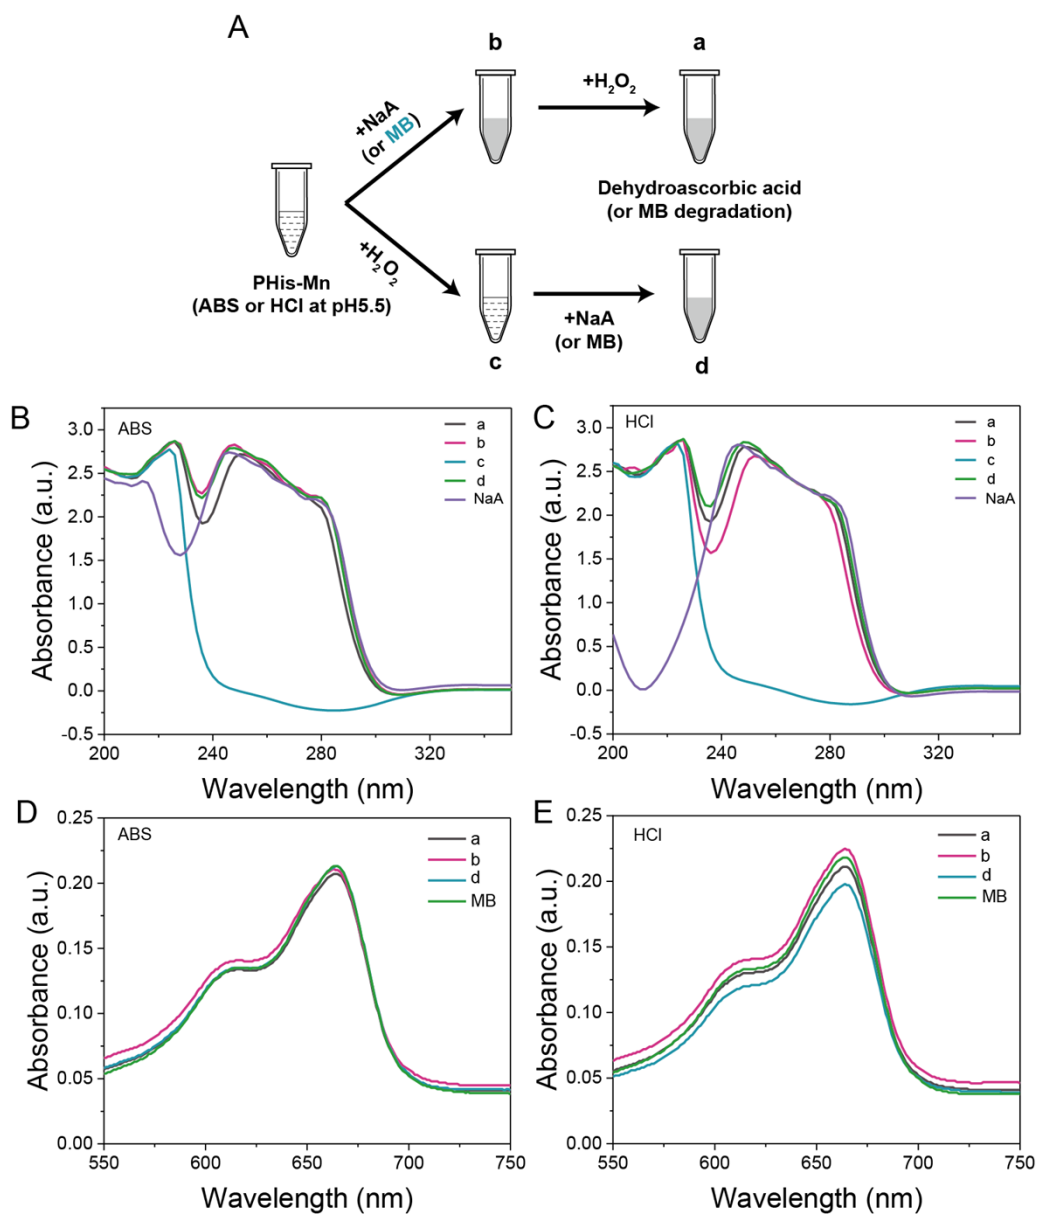 A
b
a
+H₂O₂
+NaA
(or MB)
Dehydroascorbic acid
(or MB degradation)
+H₂O₂
PHis-Mn
(ABS or HCl at pH5.5)
+NaA
(or MB)
c
d
B
ABS
a
b
c
d
NaA
3.0
2.5
2.0
1.5
1.0
0.5
0.0
-0.5
200
240
280
320
Absorbance (a.u.)
Wavelength (nm)
C
HCl
a
b
c
d
NaA
3.0
2.5
2.0
1.5
1.0
0.5
0.0
-0.5
200
240
280
320
Absorbance (a.u.)
Wavelength (nm)
D
ABS
a
b
d
MB
0.25
0.20
0.15
0.10
0.05
0.00
550
600
650
700
750
Absorbance (a.u.)
Wavelength (nm)
E
HCl
a
b
d
MB
0.25
0.20
0.15
0.10
0.05
0.00
550
600
650
700
750
Absorbance (a.u.)
Wavelength (nm)